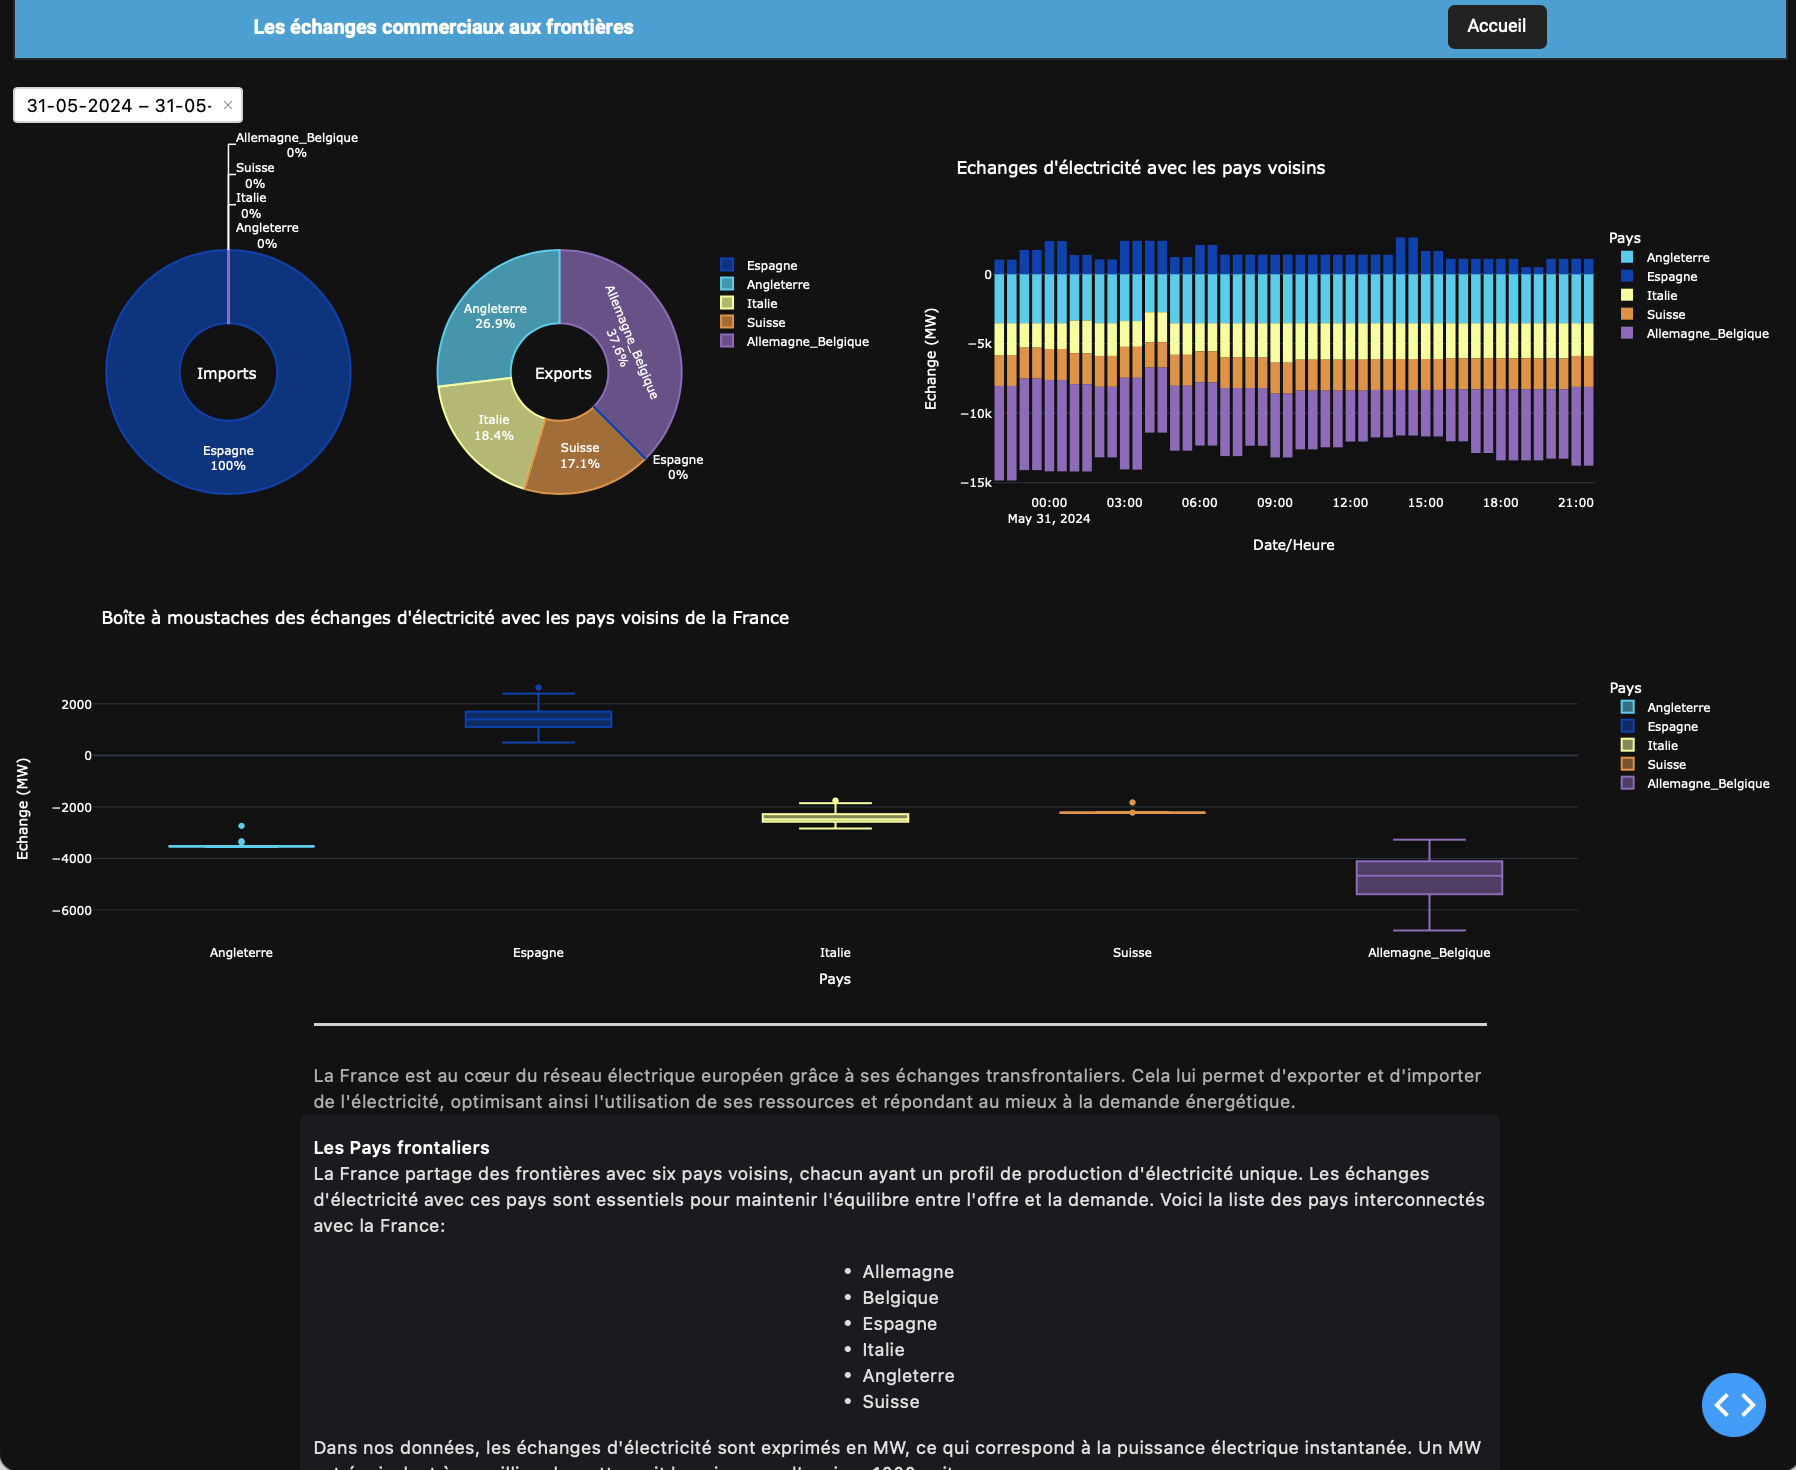 Les échanges commerciaux aux frontières
Accueil
31-05-2024 – 31-05-
Allemagne_Belgique
0%
Suisse
0%
Italie
0%
Angleterre
0%
Imports
Espagne
100%
Angleterre
26.9%
Allemagne_Belgique
37.6%
Exports
Italie
18.4%
Suisse
17.1%
Espagne
0%
Espagne
Angleterre
Italie
Suisse
Allemagne_Belgique
Echanges d'électricité avec les pays voisins
Echange (MW)
0
−5k
−10k
−15k
00:00
May 31, 2024
03:00
06:00
09:00
12:00
15:00
18:00
21:00
Date/Heure
Pays
Angleterre
Espagne
Italie
Suisse
Allemagne_Belgique
Boîte à moustaches des échanges d'électricité avec les pays voisins de la France
Echange (MW)
2000
0
−2000
−4000
−6000
Angleterre
Espagne
Italie
Suisse
Allemagne_Belgique
Pays
Pays
Angleterre
Espagne
Italie
Suisse
Allemagne_Belgique
La France est au cœur du réseau électrique européen grâce à ses échanges transfrontaliers. Cela lui permet d'exporter et d'importer
de l'électricité, optimisant ainsi l'utilisation de ses ressources et répondant au mieux à la demande énergétique.
Les Pays frontaliers
La France partage des frontières avec six pays voisins, chacun ayant un profil de production d'électricité unique. Les échanges
d'électricité avec ces pays sont essentiels pour maintenir l'équilibre entre l'offre et la demande. Voici la liste des pays interconnectés
avec la France:
• Allemagne
• Belgique
• Espagne
• Italie
• Angleterre
• Suisse
Dans nos données, les échanges d'électricité sont exprimés en MW, ce qui correspond à la puissance électrique instantanée. Un MW